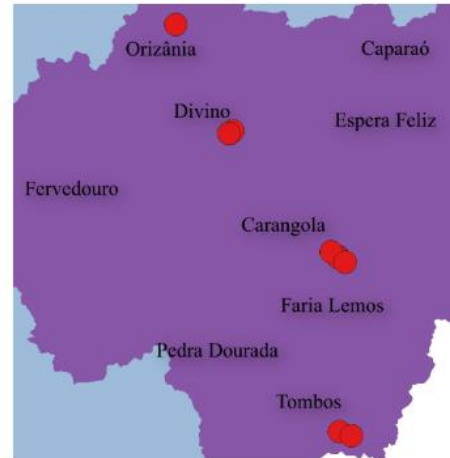 Orizânia
Caparaó
Divino
Espera Feliz
Fervedouro
Carangola
Faria Lemos
Pedra Dourada
Tombos